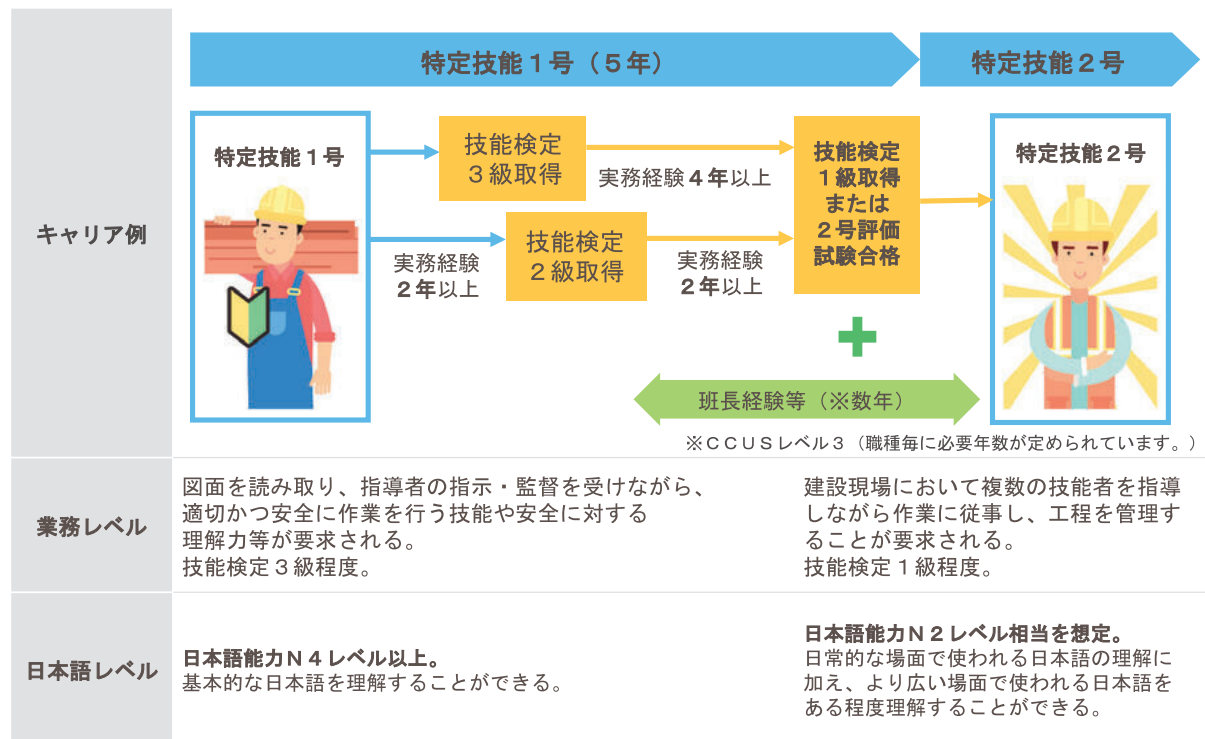 特定技能１号（５年）
特定技能２号
キャリア例
特定技能１号
技能検定
３級取得
実務経験４年以上
実務経験
２年以上
技能検定
２級取得
実務経験
２年以上
技能検定
１級取得
または
２号評価
試験合格
特定技能２号
班長経験等（※数年）
※ＣＣＵＳレベル３（職種毎に必要年数が定められています。）
業務レベル
図面を読み取り、指導者の指示・監督を受けながら、
適切かつ安全に作業を行う技能や安全に対する
理解力等が要求される。
技能検定３級程度。
建設現場において複数の技能者を指導
しながら作業に従事し、工程を管理す
ることが要求される。
技能検定１級程度。
日本語レベル
日本語能力Ｎ４レベル以上。
基本的な日本語を理解することができる。
日本語能力Ｎ２レベル相当を想定。
日常的な場面で使われる日本語の理解に
加え、より広い場面で使われる日本語を
ある程度理解することができる。